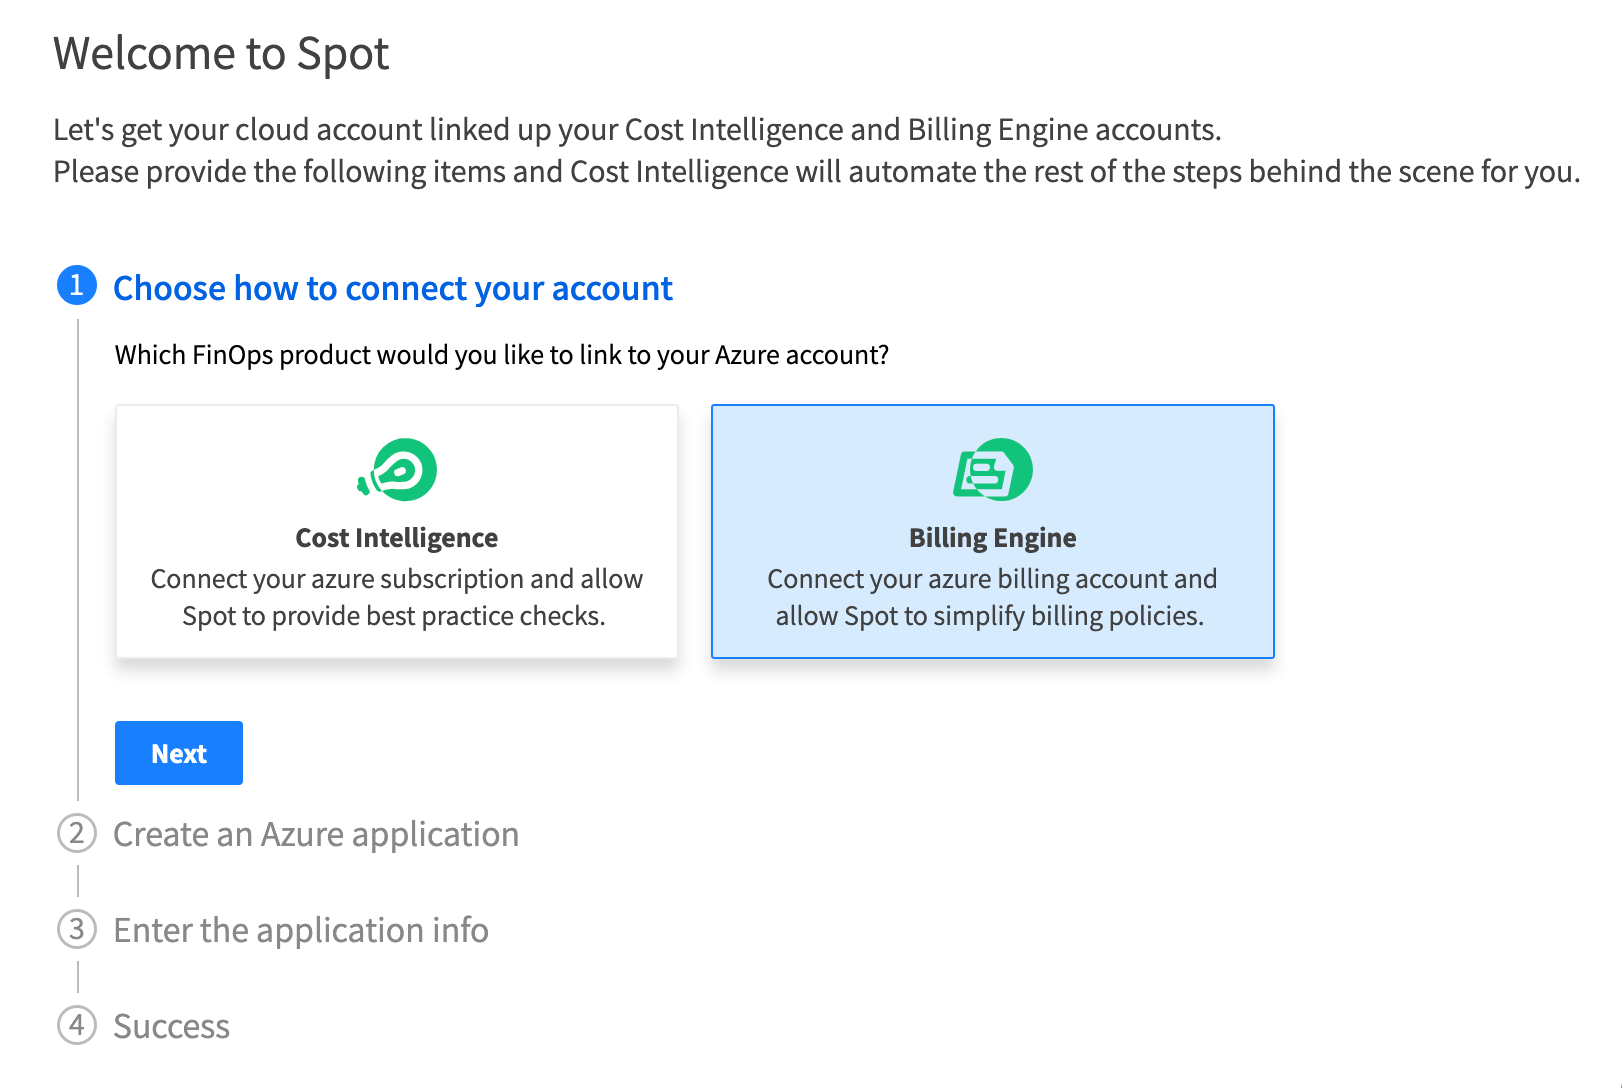 Welcome to Spot
Let's get your cloud account linked up your Cost Intelligence and Billing Engine accounts.
Please provide the following items and Cost Intelligence will automate the rest of the steps behind the scene for you.
1 Choose how to connect your account
Which FinOps product would you like to link to your Azure account?
Cost Intelligence
Connect your azure subscription and allow
Spot to provide best practice checks.
Billing Engine
Connect your azure billing account and
allow Spot to simplify billing policies.
Next
2 Create an Azure application
3 Enter the application info
4 Success